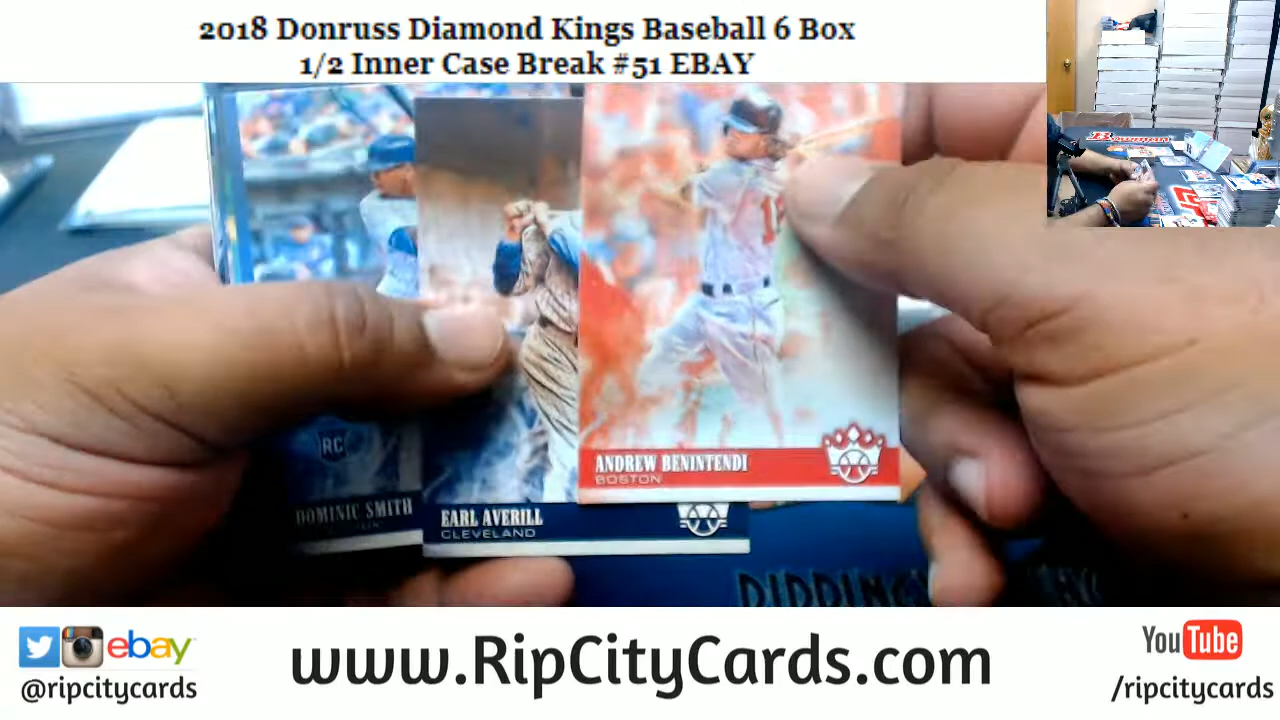 2018 Donruss Diamond Kings Baseball 6 Box
1/2 Inner Case Break #51 EBAY
RC
DOMINIC SMITH
EARL AVERILL
CLEVELAND
ANDREW BENINTENDI
BOSTON
ebay
@ripcitycards
www.RipCityCards.com
YouTube
/ripcitycards